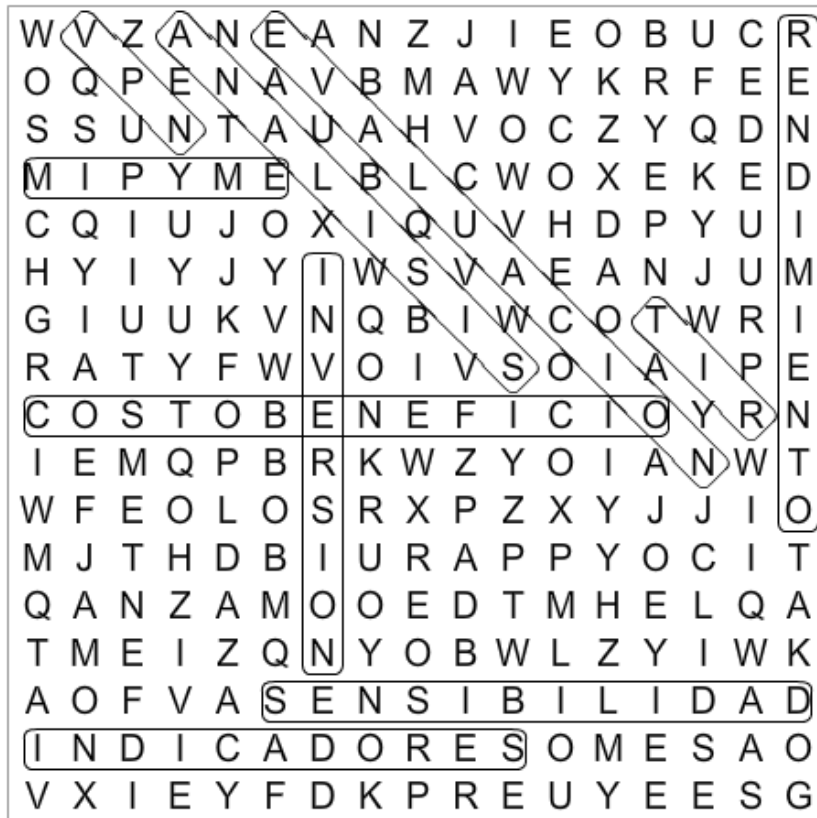 W V Z A N E A N Z J I E O B U C R
O Q P E N A V B M A W Y K R F E E
S S U N T A U A H V O C Z Y Q D N
M I P Y M E L B L C W O X E K E D
C Q I U J O X I Q U V H D P Y U I
H Y I Y J Y I W S V A E A N J U M
G I U U K V N Q B I W C O T W R I
R A T Y F W V O I V S O I A I P E
C O S T O B E N E F I C I O Y R N
I E M Q P B R K W Z Y O I A N W T
W F E O L O S R X P Z X Y J J I O
M J T H D B I U R A P P Y O C I T
Q A N Z A M O O E D T M H E L Q A
T M E I Z Q N Y O B W L Z Y I W K
A O F V A S E N S I B I L I D A D
I N D I C A D O R E S O M E S A O
V X I E Y F D K P R E U Y E E S G